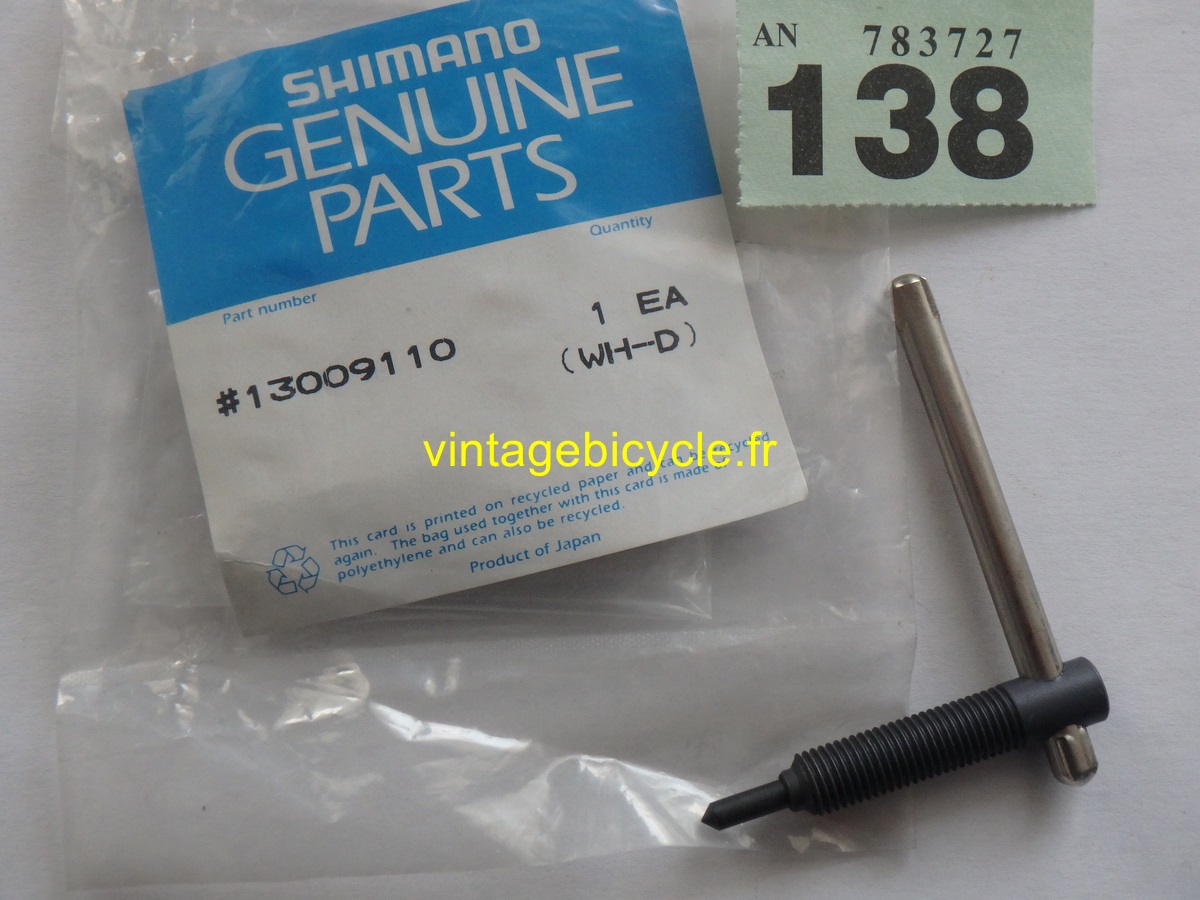 SHIMANO
GENUINE
PARTS
Part number
Quantity
#13009110
1 EA
(WH-D)
This card is printed on recycled paper and can be recycled
again. The bag used together with this card is made of
polyethylene and can also be recycled.
Product of Japan
AN 783727
138
vintagebicycle.fr